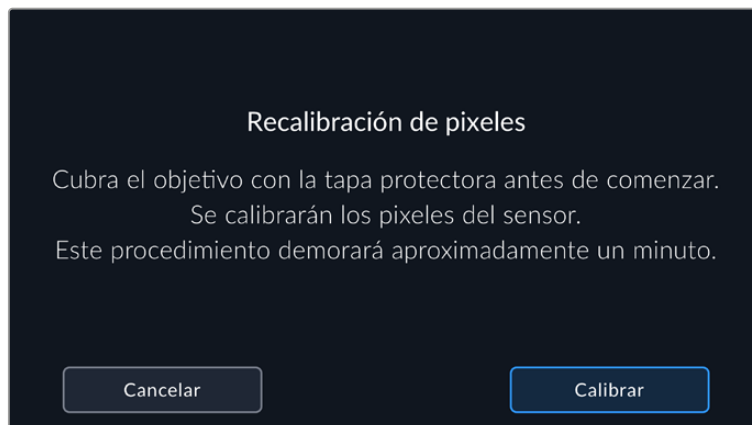 Recalibración de pixeles
Cubra el objetivo con la tapa protectora antes de comenzar.
Se calibrarán los pixeles del sensor.
Este procedimiento demorará aproximadamente un minuto.
Cancelar
Calibrar